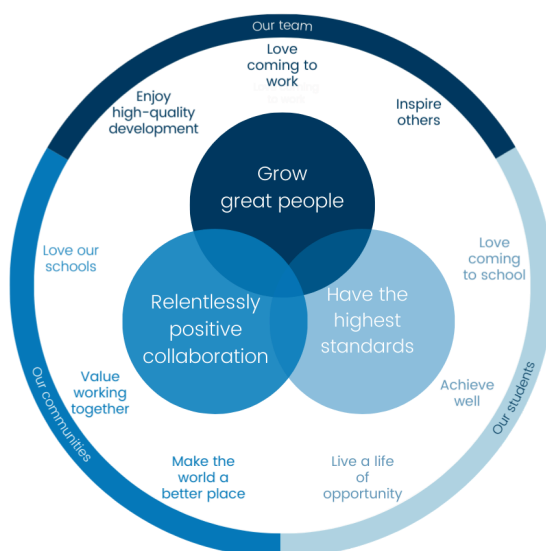 Our team
Love
coming to
work
Enjoy
high-quality
development
Inspire
others
Grow
great people
Love our
schools
Love
coming
to school
Relentlessly
positive
collaboration
Have the
highest
standards
Value
working
together
Achieve
well
Our communities
Our students
Make the
world a
better place
Live a life
of
opportunity